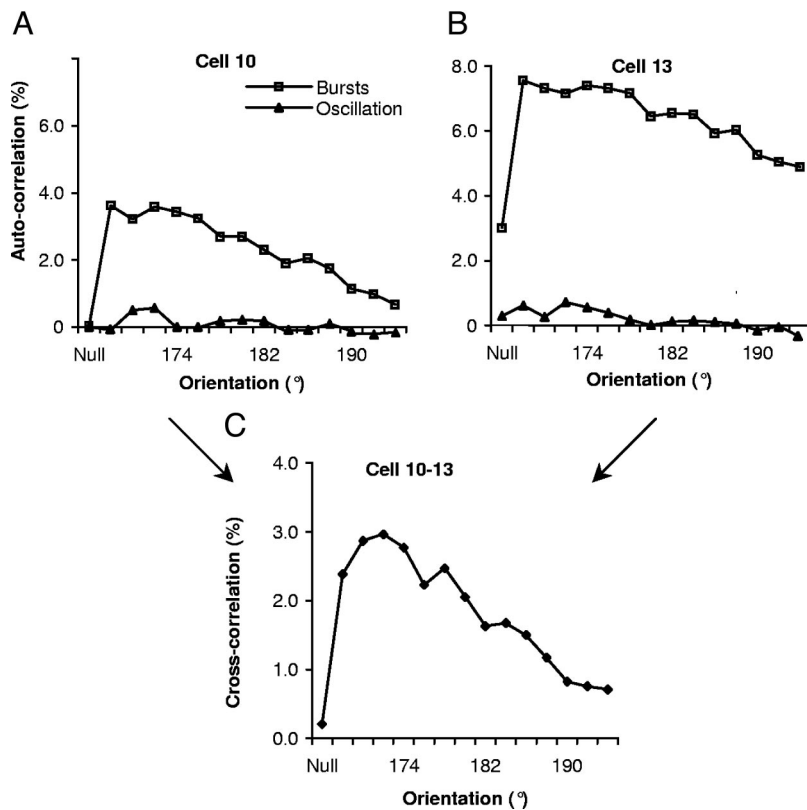 A
Cell 10
Bursts
Oscillation
Auto-correlation (%)
6.0
4.0
2.0
0
Null 174 182 190
Orientation (°)
B
Cell 13
8.0
6.0
4.0
2.0
0
Null 174 182 190
Orientation (°)
C
Cell 10-13
Cross-correlation (%)
4.0
3.0
2.0
1.0
0.0
Null 174 182 190
Orientation (°)